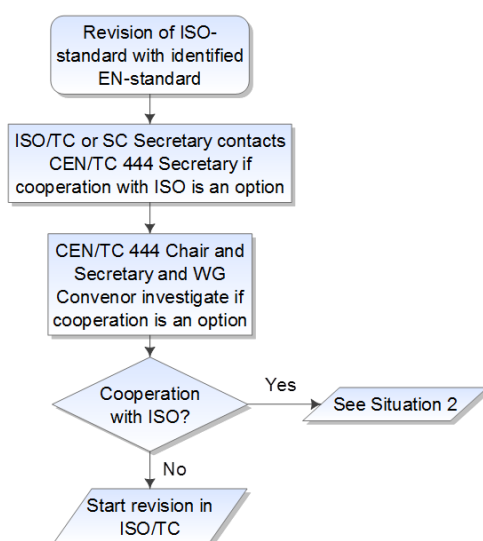 Revision of ISO-
standard with identified
EN-standard
ISO/TC or SC Secretary contacts
CEN/TC 444 Secretary if
cooperation with ISO is an option
CEN/TC 444 Chair and
Secretary and WG
Convenor investigate if
cooperation is an option
Cooperation
with ISO?
Yes
See Situation 2
No
Start revision in
ISO/TC